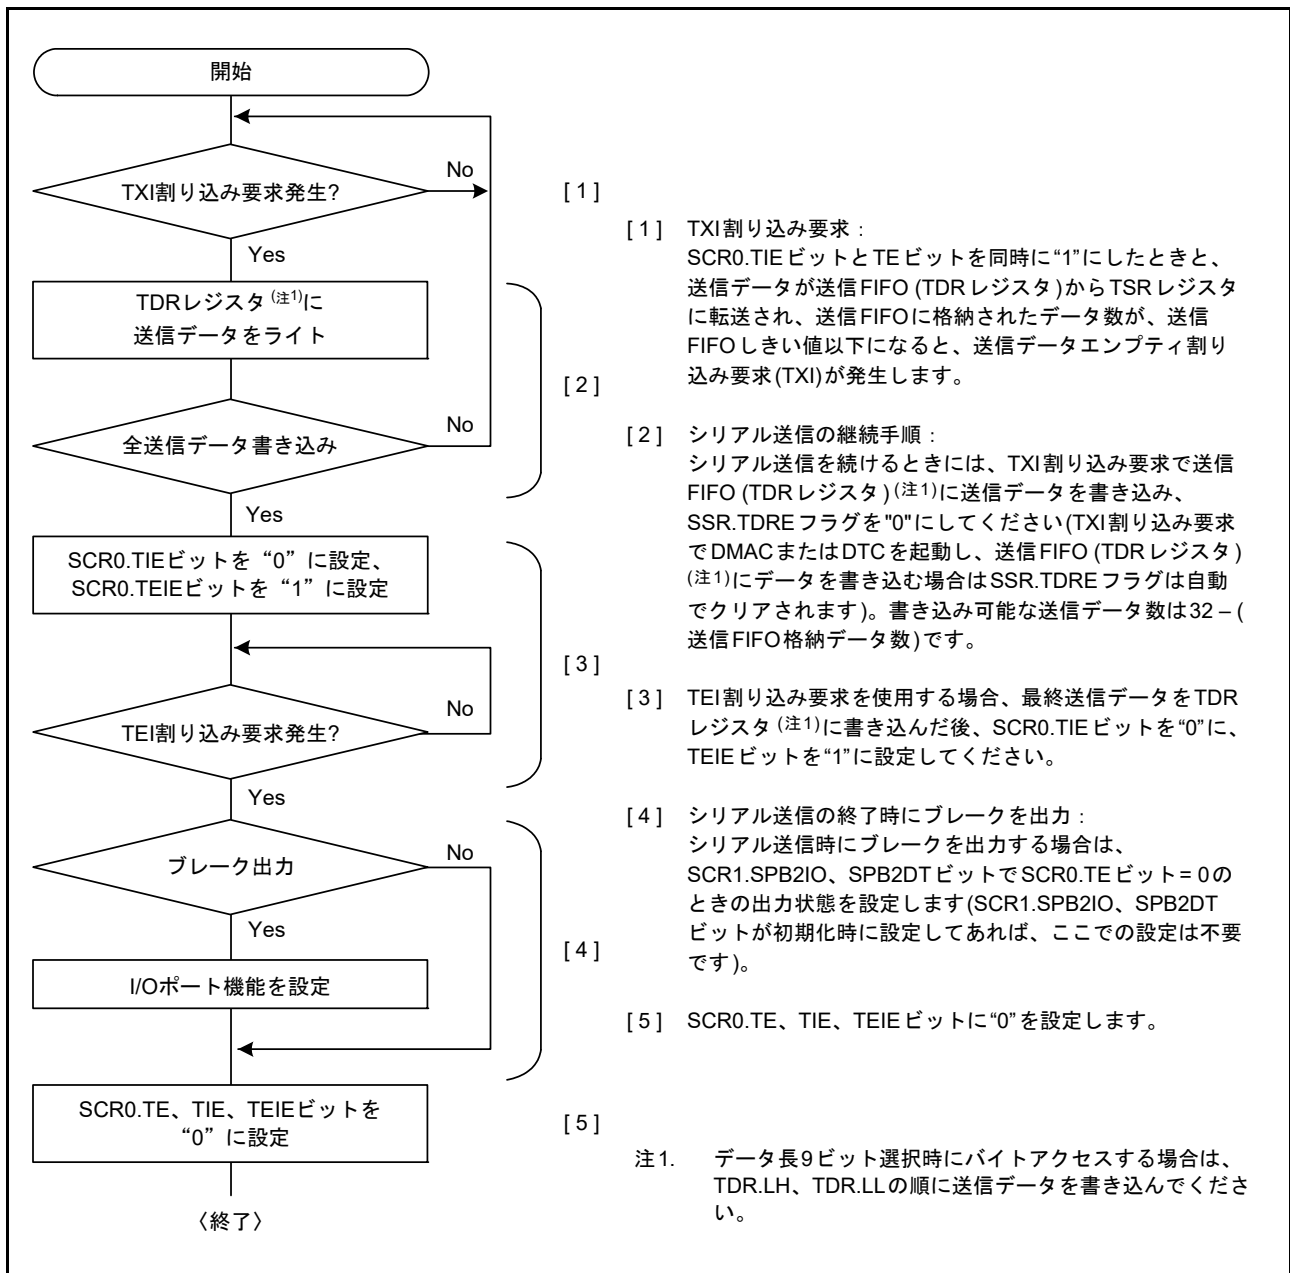 開始
TXI割り込み要求発生?
No
[ 1 ]
Yes
TDRレジスタ(注1)に
送信データをライト
[ 2 ]
全送信データ書き込み
No
Yes
SCR0.TIEビットを“0”に設定、
SCR0.TEIEビットを“1”に設定
[ 3 ]
TEI割り込み要求発生?
No
Yes
ブレーク出力
No
Yes
[ 4 ]
I/Oポート機能を設定
SCR0.TE、TIE、TEIEビットを
“0”に設定
[ 5 ]
〈終了〉
[ 1 ] TXI割り込み要求:
SCR0.TIEビットとTEビットを同時に“1”にしたときと、
送信データが送信FIFO (TDRレジスタ)からTSRレジスタ
に転送され、送信FIFOに格納されたデータ数が、送信
FIFOしきい値以下になると、送信データエンプティ割り
込み要求(TXI)が発生します。
[ 2 ] シリアル送信の継続手順:
シリアル送信を続けるときには、TXI割り込み要求で送信
FIFO (TDRレジスタ)(注1)に送信データを書き込み、
SSR.TDREフラグを"0"にしてください(TXI割り込み要求
でDMACまたはDTCを起動し、送信FIFO (TDRレジスタ)
(注1)にデータを書き込む場合はSSR.TDREフラグは自動
でクリアされます)。書き込み可能な送信データ数は32 – (
送信FIFO格納データ数)です。
[ 3 ] TEI割り込み要求を使用する場合、最終送信データをTDR
レジスタ(注1)に書き込んだ後、SCR0.TIEビットを“0”に、
TEIEビットを“1”に設定してください。
[ 4 ] シリアル送信の終了時にブレークを出力:
シリアル送信時にブレークを出力する場合は、
SCR1.SPB2IO、SPB2DTビットでSCR0.TEビット= 0の
ときの出力状態を設定します(SCR1.SPB2IO、SPB2DT
ビットが初期化時に設定してあれば、ここでの設定は不要
です)。
[ 5 ] SCR0.TE、TIE、TEIEビットに“0”を設定します。
注1. データ長9ビット選択時にバイトアクセスする場合は、
TDR.LH、TDR.LLの順に送信データを書き込んでくださ
い。